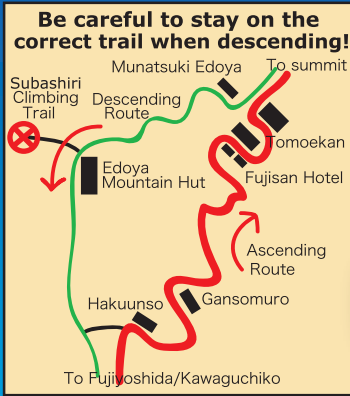 Be careful to stay on the
correct trail when descending!
Munatsuki Edoya
To summit
Subashiri
Climbing
Trail
Descending
Route
Tomoekan
Edoya
Mountain Hut
Fujisan Hotel
Ascending
Route
Hakuunso
Gansomuro
To Fujiyoshida/Kawaguchiko